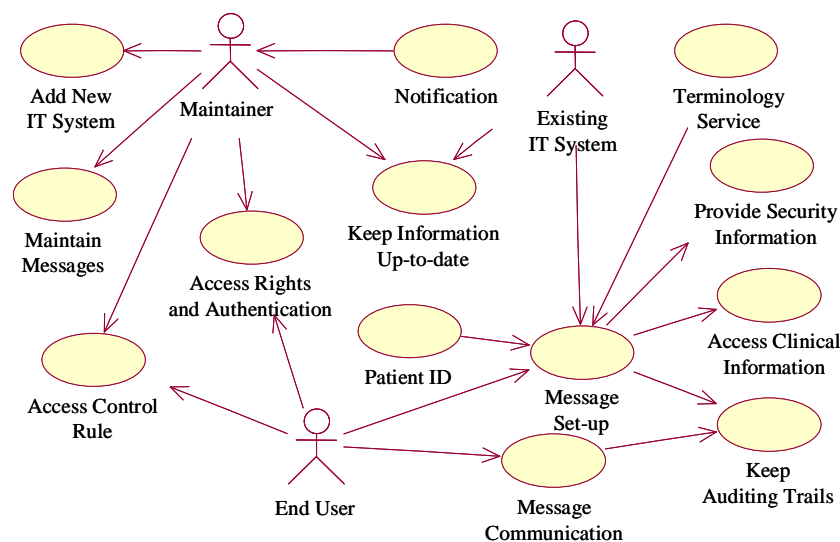 Add New
IT System
Maintainer
Notification
Existing
IT System
Terminology
Service
Maintain
Messages
Access Rights
and Authentication
Keep Information
Up-to-date
Provide Security
Information
Access Control
Rule
Patient ID
Message
Set-up
Access Clinical
Information
End User
Message
Communication
Keep
Auditing Trails